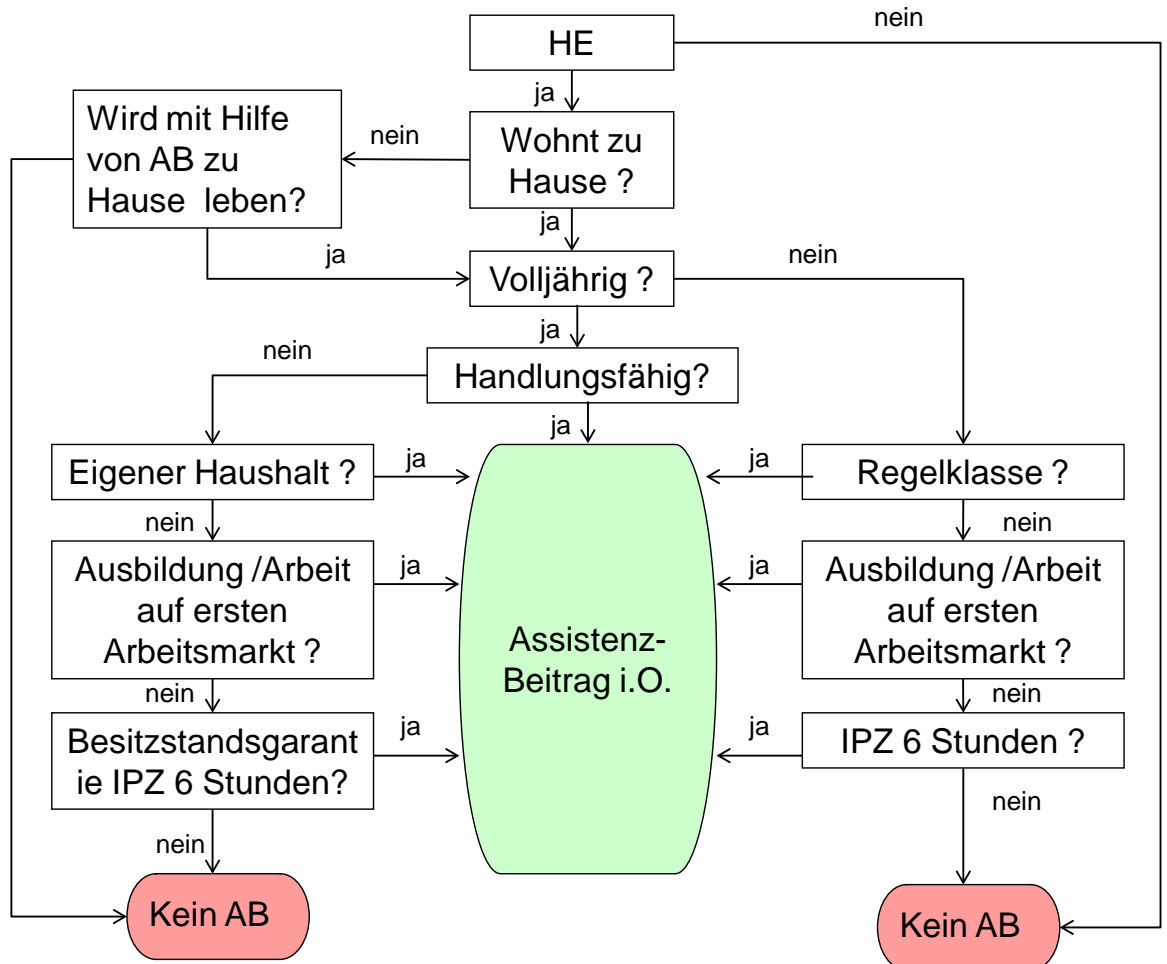 nein
HE
ja
Wird mit Hilfe
von AB zu
Hause leben?
nein
Wohnt zu
Hause ?
ja
ja
Volljährig ?
nein
ja
nein
Handlungsfähig?
ja
Eigener Haushalt ?
ja
ja
Regelklasse ?
nein
nein
Ausbildung /Arbeit
auf ersten
Arbeitsmarkt ?
ja
Assistenz-
Beitrag i.O.
ja
Ausbildung /Arbeit
auf ersten
Arbeitsmarkt ?
nein
nein
Besitzstandsgarant
ie IPZ 6 Stunden?
ja
ja
IPZ 6 Stunden ?
nein
nein
Kein AB
Kein AB